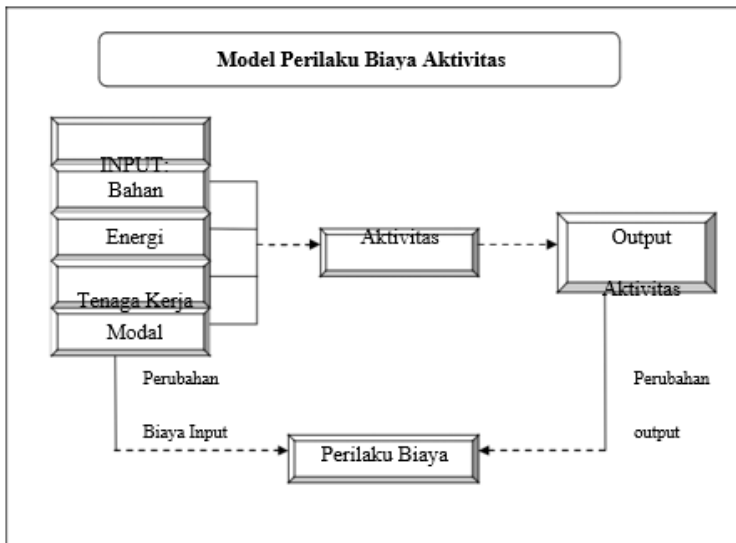 Model Perilaku Biaya Aktivitas
INPUT:
Bahan
Energi
Tenaga Kerja
Modal
Aktivitas
Output
Aktivitas
Perubahan
Biaya Input
Perubahan
output
Perilaku Biaya